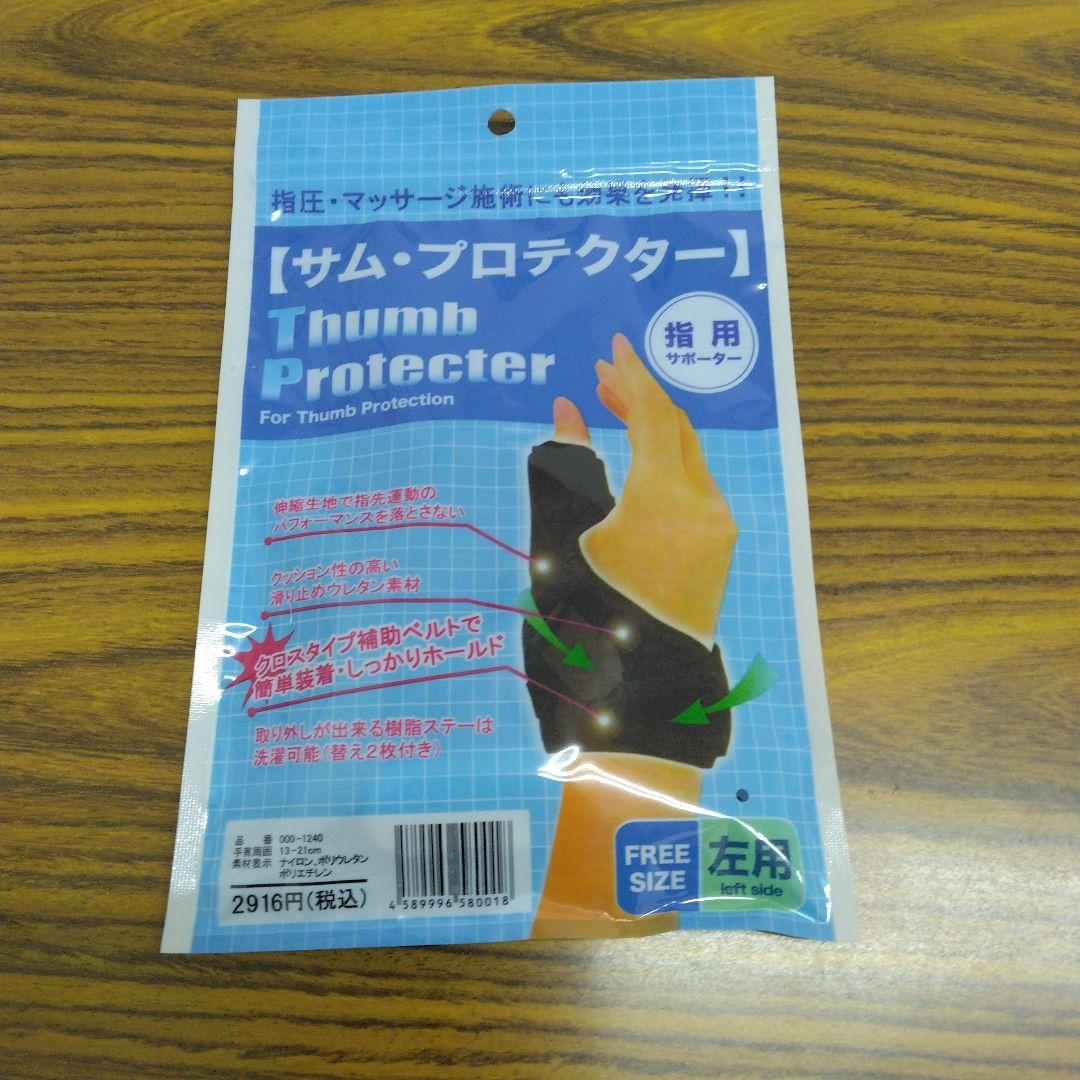 指圧・マッサージ施術にも効果を発揮!!
【サム・プロテクター】
Thumb
Protecter
For Thumb Protection
指用
サポーター
伸縮生地で指先運動の
パフォーマンスを落とさない
クッション性の高い
滑り止めウレタン素材
クロスタイプ補助ベルトで
簡単装着・しっかりホールド
取り外しが出来る樹脂ステーは
洗濯可能(替え2枚付き)
品番 000-1240
手首周囲 13-21cm
素材表示 ナイロン、ポリウレタン
ポリエチレン
2916円(税込)
4 589996 580018
FREE
SIZE
左用
left side